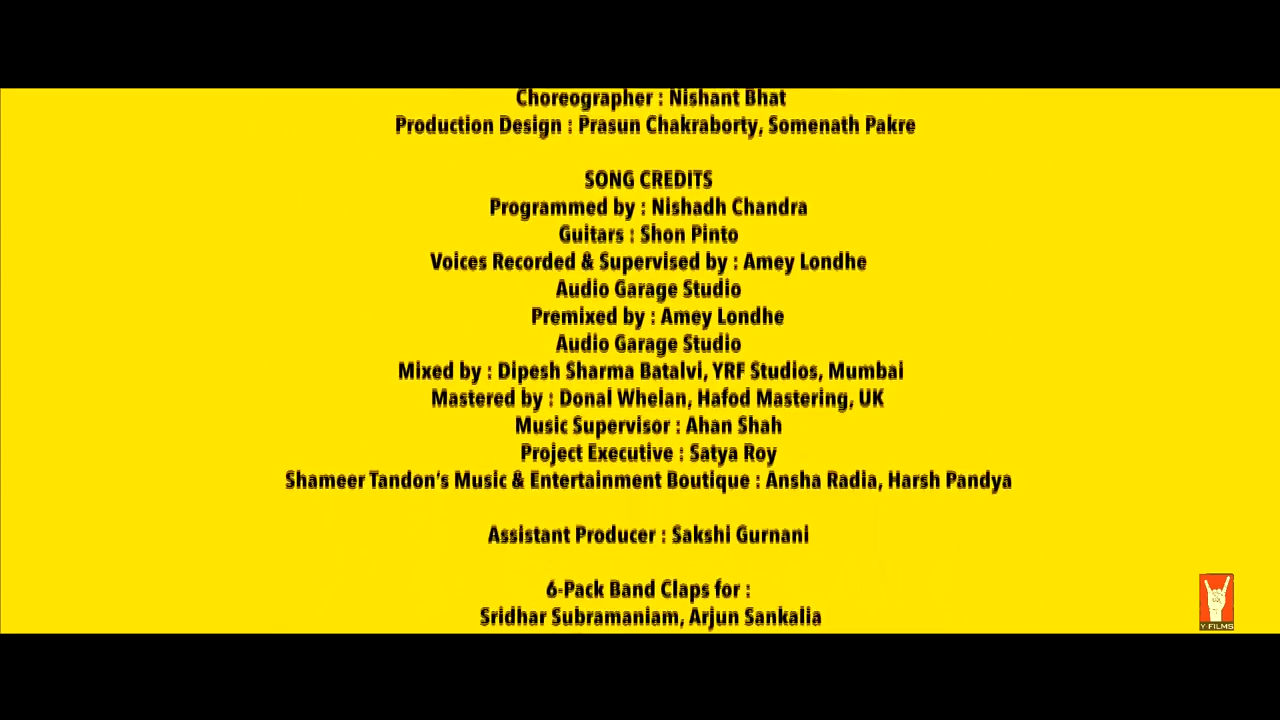 Choreographer : Nishant Bhat
Production Design : Prasun Chakraborty, Somenath Pakre
SONG CREDITS
Programmed by : Nishadh Chandra
Guitars : Shon Pinto
Voices Recorded & Supervised by : Amey Londhe
Audio Garage Studio
Premixed by : Amey Londhe
Audio Garage Studio
Mixed by : Dipesh Sharma Batalvi, YRF Studios, Mumbai
Mastered by : Donal Whelan, Hafod Mastering, UK
Music Supervisor : Ahan Shah
Project Executive : Satya Roy
Shameer Tandon’s Music & Entertainment Boutique : Ansha Radia, Harsh Pandya
Assistant Producer : Sakshi Gurnani
6-Pack Band Claps for :
Sridhar Subramaniam, Arjun Sankalia
Y-FILMS